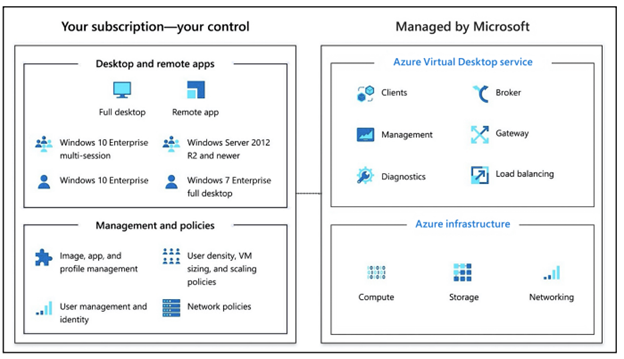 Your subscription—your control
Desktop and remote apps
Full desktop
Remote app
Windows 10 Enterprise
multi-session
Windows Server 2012
R2 and newer
Windows 10 Enterprise
Windows 7 Enterprise
full desktop
Management and policies
Image, app, and
profile management
User density, VM
sizing, and scaling
policies
User management and
identity
Network policies
Managed by Microsoft
Azure Virtual Desktop service
Clients
Broker
Management
Gateway
Diagnostics
Load balancing
Azure infrastructure
Compute
Storage
Networking